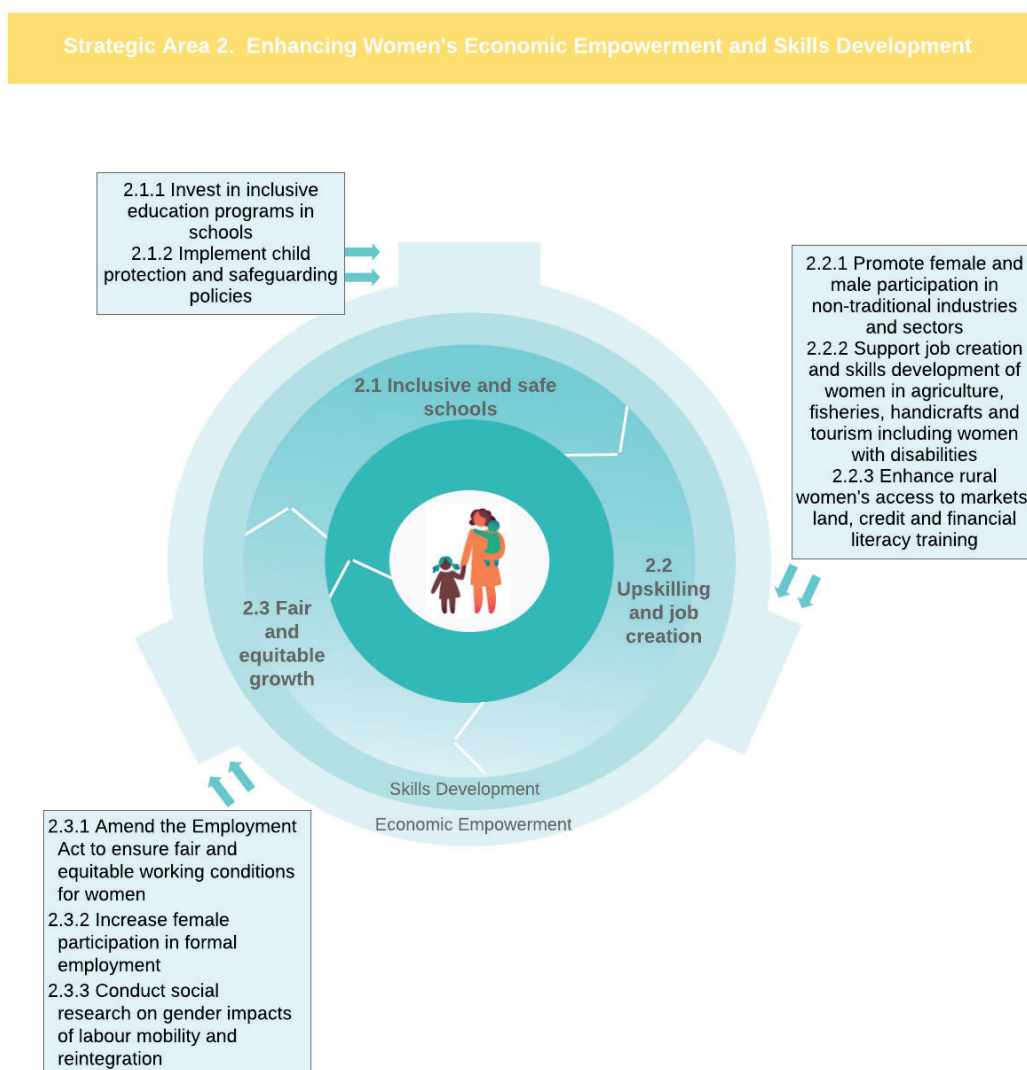 Strategic Area 2. Enhancing Women's Economic Empowerment and Skills Development
2.1.1 Invest in inclusive
education programs in
schools
2.1.2 Implement child
protection and safeguarding
policies
2.2.1 Promote female and
male participation in
non-traditional industries
and sectors
2.2.2 Support job creation
and skills development of
women in agriculture,
fisheries, handicrafts and
tourism including women
with disabilities
2.2.3 Enhance rural
women's access to markets
land, credit and financial
literacy training
2.1 Inclusive and safe
schools
2.2
Upskilling
and job
creation
2.3 Fair
and
equitable
growth
Skills Development
Economic Empowerment
2.3.1 Amend the Employment
Act to ensure fair and
equitable working conditions
for women
2.3.2 Increase female
participation in formal
employment
2.3.3 Conduct social
research on gender impacts
of labour mobility and
reintegration